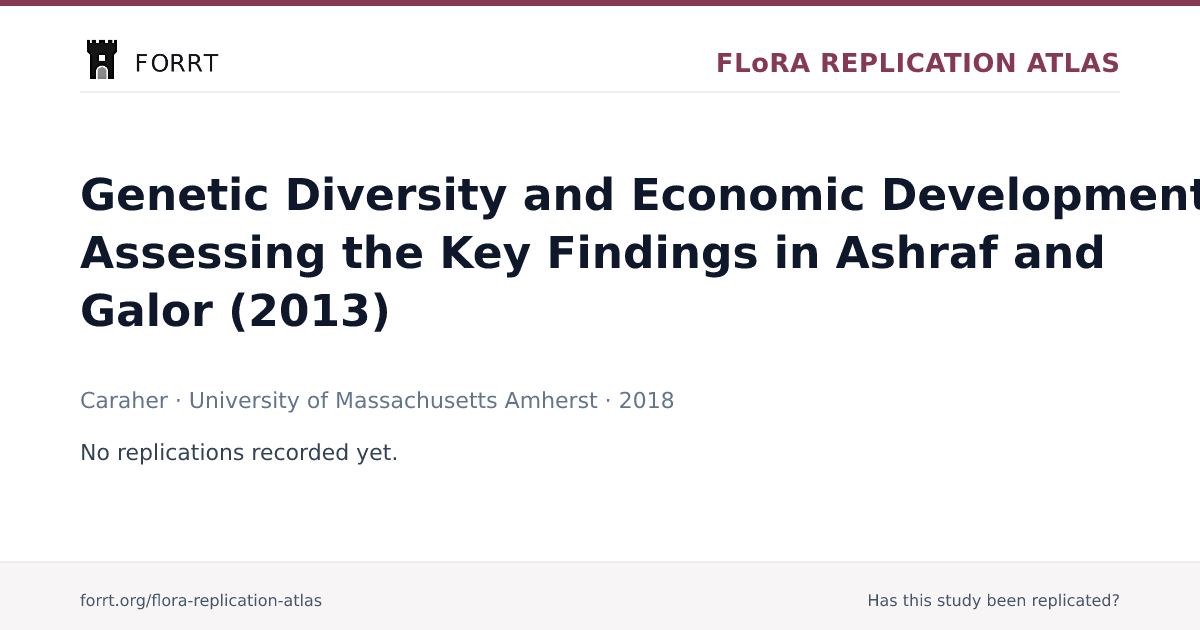 FORRT
FLoRA REPLICATION ATLAS
Genetic Diversity and Economic Development
Assessing the Key Findings in Ashraf and
Galor (2013)
Caraher · University of Massachusetts Amherst · 2018
No replications recorded yet.
forrt.org/flora-replication-atlas
Has this study been replicated?